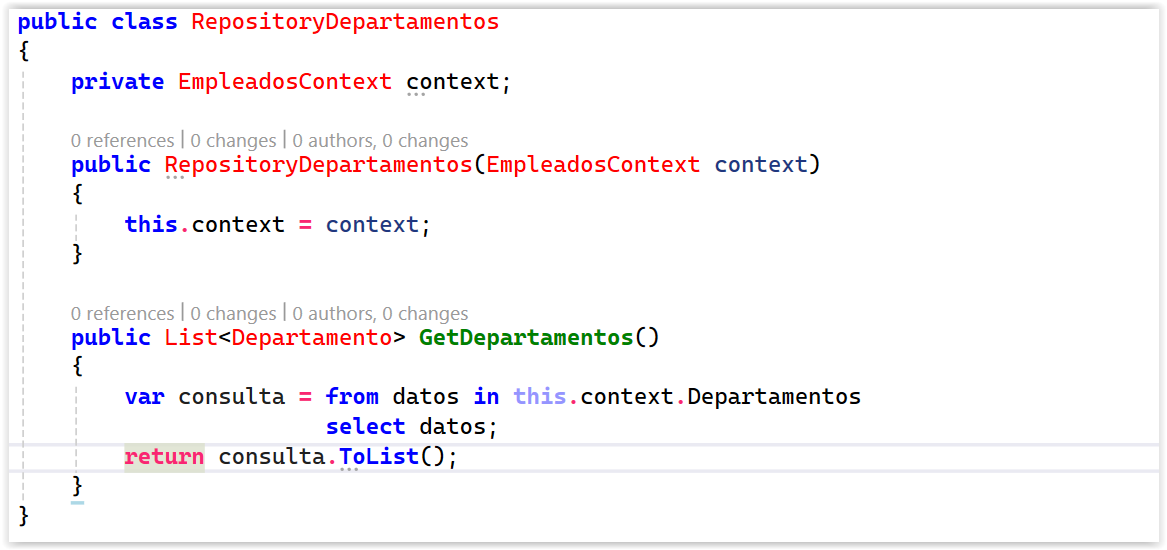 public class RepositoryDepartamentos
{
    private EmpleadosContext context;
    0 references | 0 changes | 0 authors, 0 changes
    public RepositoryDepartamentos(EmpleadosContext context)
    {
        this.context = context;
    }
    0 references | 0 changes | 0 authors, 0 changes
    public List<Departamento> GetDepartamentos()
    {
        var consulta = from datos in this.context.Departamentos
                       select datos;
        return consulta.ToList();
    }
}